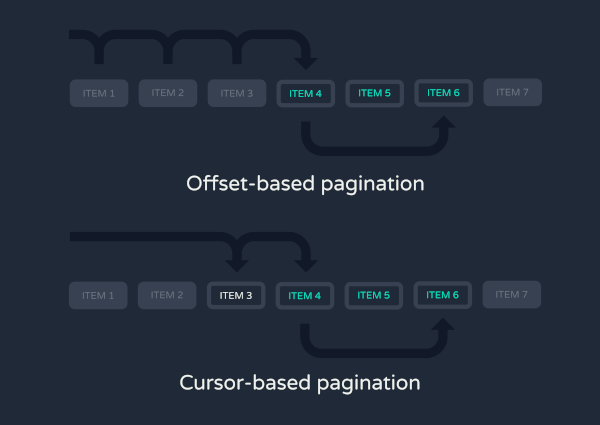 ITEM 1 ITEM 2 ITEM 3 ITEM 4 ITEM 5 ITEM 6 ITEM 7
Offset-based pagination
ITEM 1 ITEM 2 ITEM 3 ITEM 4 ITEM 5 ITEM 6 ITEM 7
Cursor-based pagination